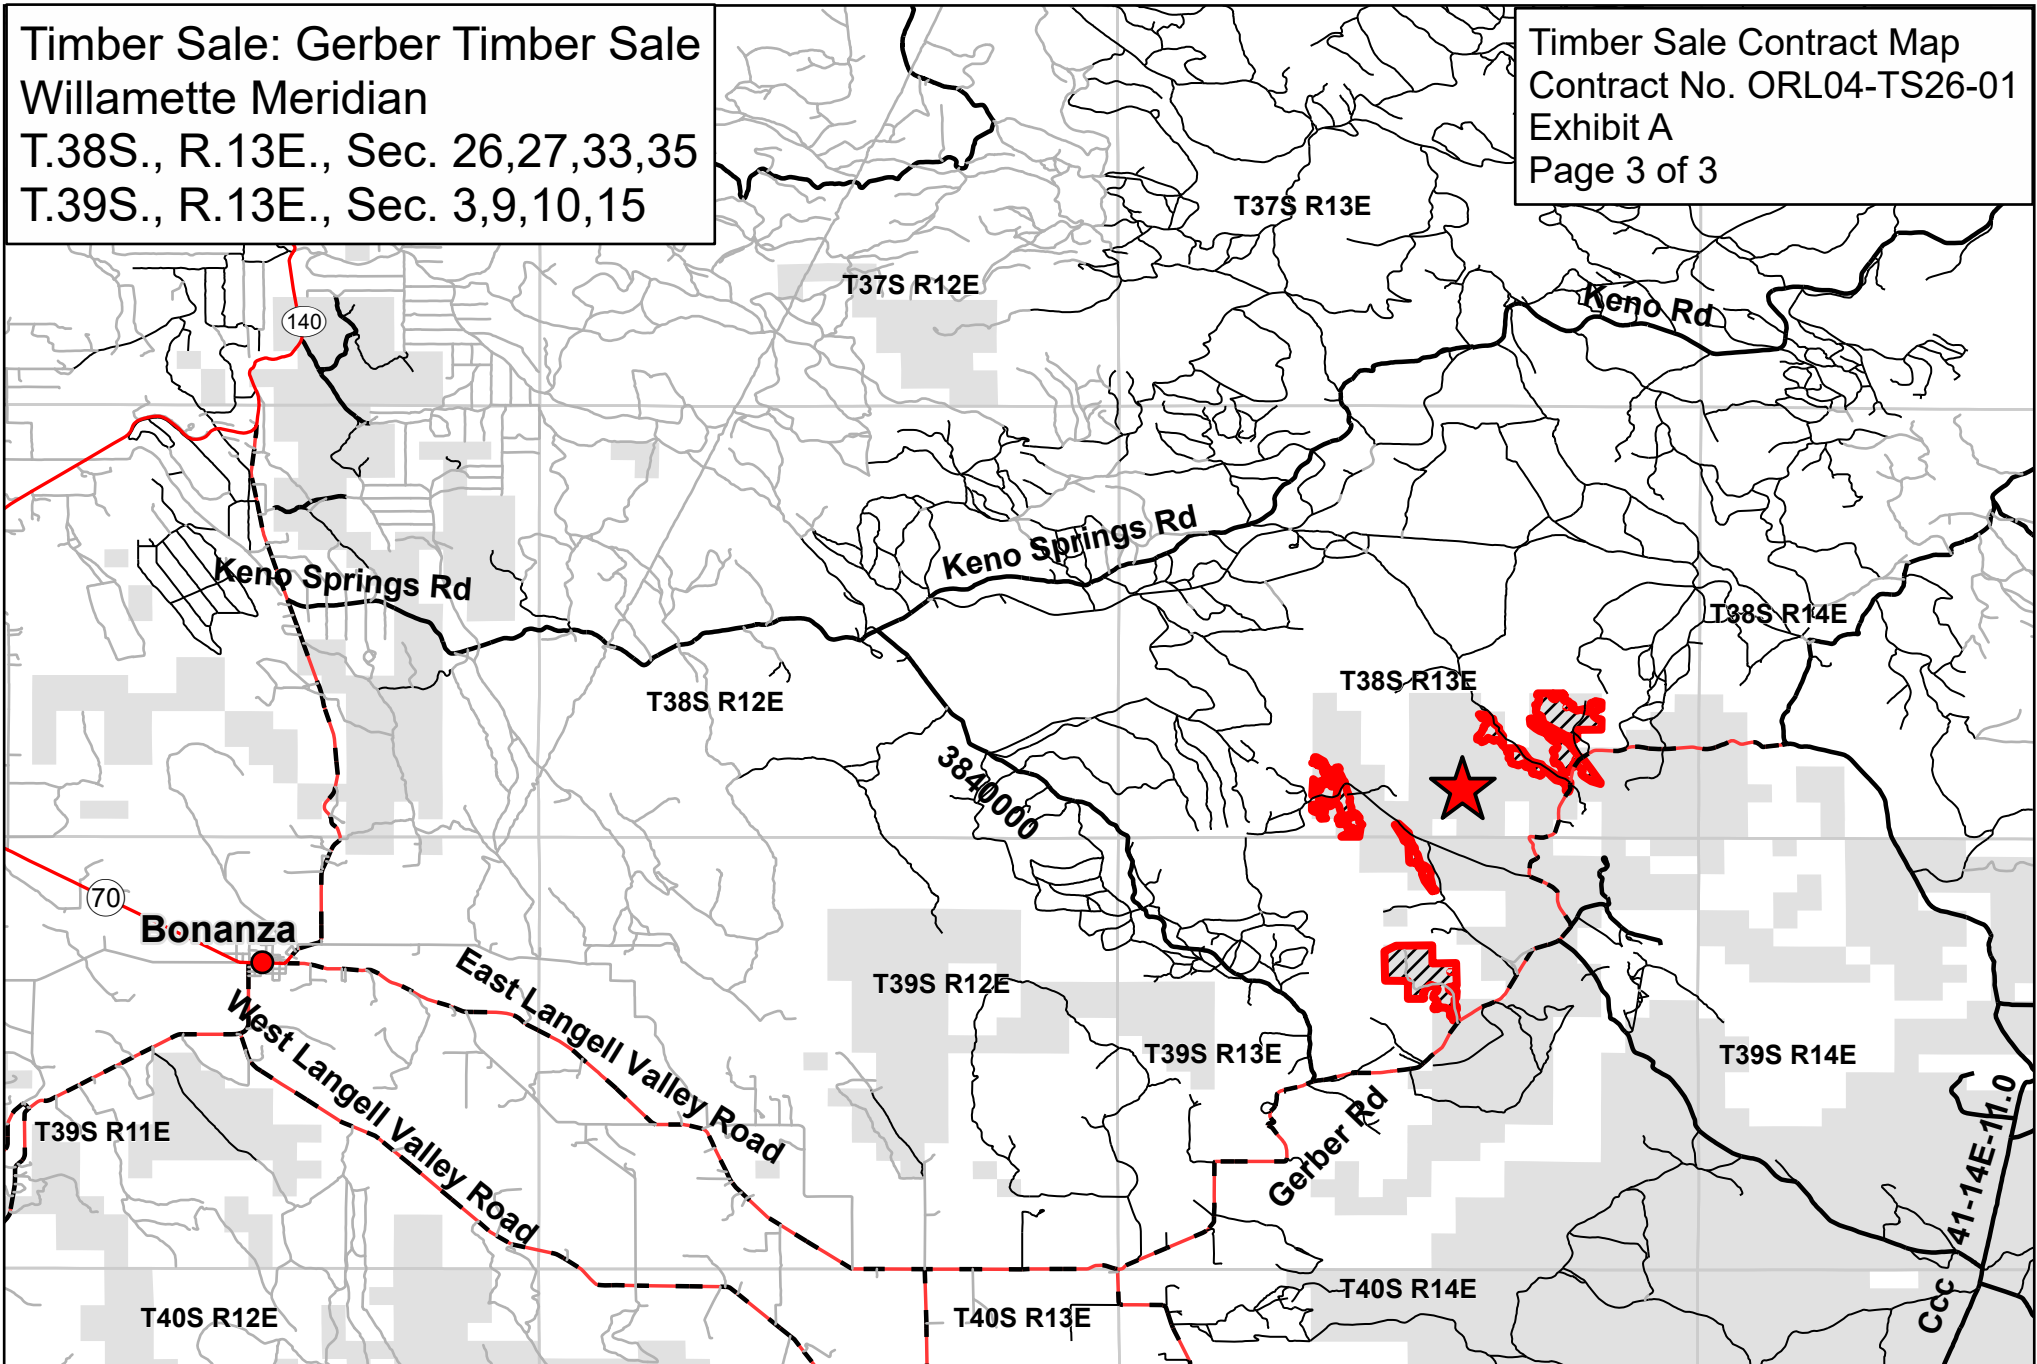 Timber Sale: Gerber Timber Sale
Willamette Meridian
T.38S., R.13E., Sec. 26,27,33,35
T.39S., R.13E., Sec. 3,9,10,15
Timber Sale Contract Map
Contract No. ORL04-TS26-01
Exhibit A
Page 3 of 3
T37S R13E
T37S R12E
Keno Rd
140
Keno Springs Rd
Keno Springs Rd
T38S R14E
T38S R13E
T38S R12E
3840000
70
Bonanza
East Langell Valley Road
T39S R12E
West Langell Valley Road
T39S R13E
T39S R14E
Gerber Rd
T39S R11E
Ccc 41-14E-11.0
T40S R14E
T40S R12E
T40S R13E